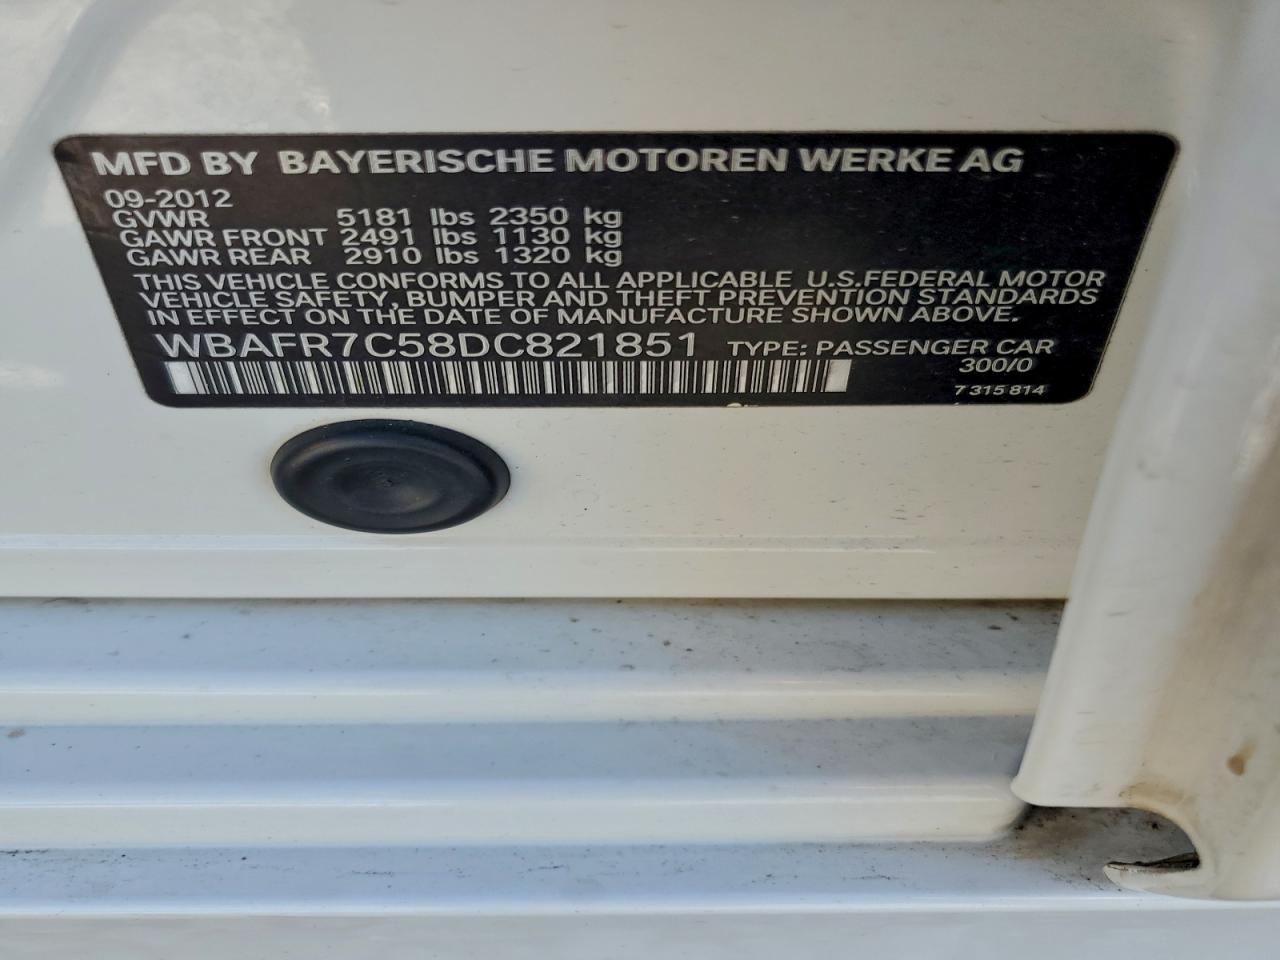 MFD BY BAYERISCHE MOTOREN WERKE AG
09-2012
GVWR 5181 lbs 2350 kg
GAWR FRONT 2491 lbs 1130 kg
GAWR REAR 2910 lbs 1320 kg
THIS VEHICLE CONFORMS TO ALL APPLICABLE U.S.FEDERAL MOTOR
VEHICLE SAFETY, BUMPER AND THEFT PREVENTION STANDARDS
IN EFFECT ON THE DATE OF MANUFACTURE SHOWN ABOVE.
WBAFR7C58DC821851 TYPE: PASSENGER CAR
300/0
7 315 814